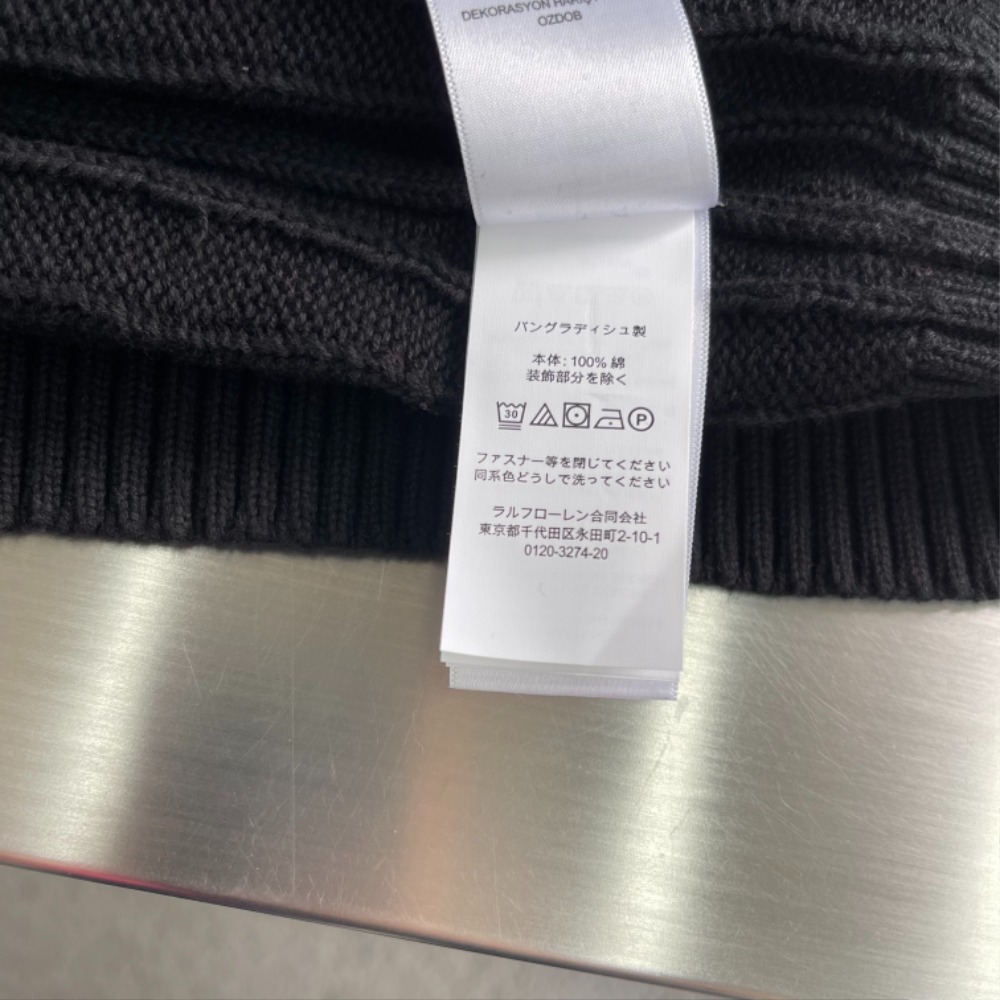 DEKORASYON HARİÇ
OZDOB
バングラディシュ製
本体: 100% 綿
装飾部分を除く
30 P
ファスナー等を閉じてください
同系色どうしで洗ってください
ラルフローレン合同会社
東京都千代田区永田町2-10-1
0120-3274-20